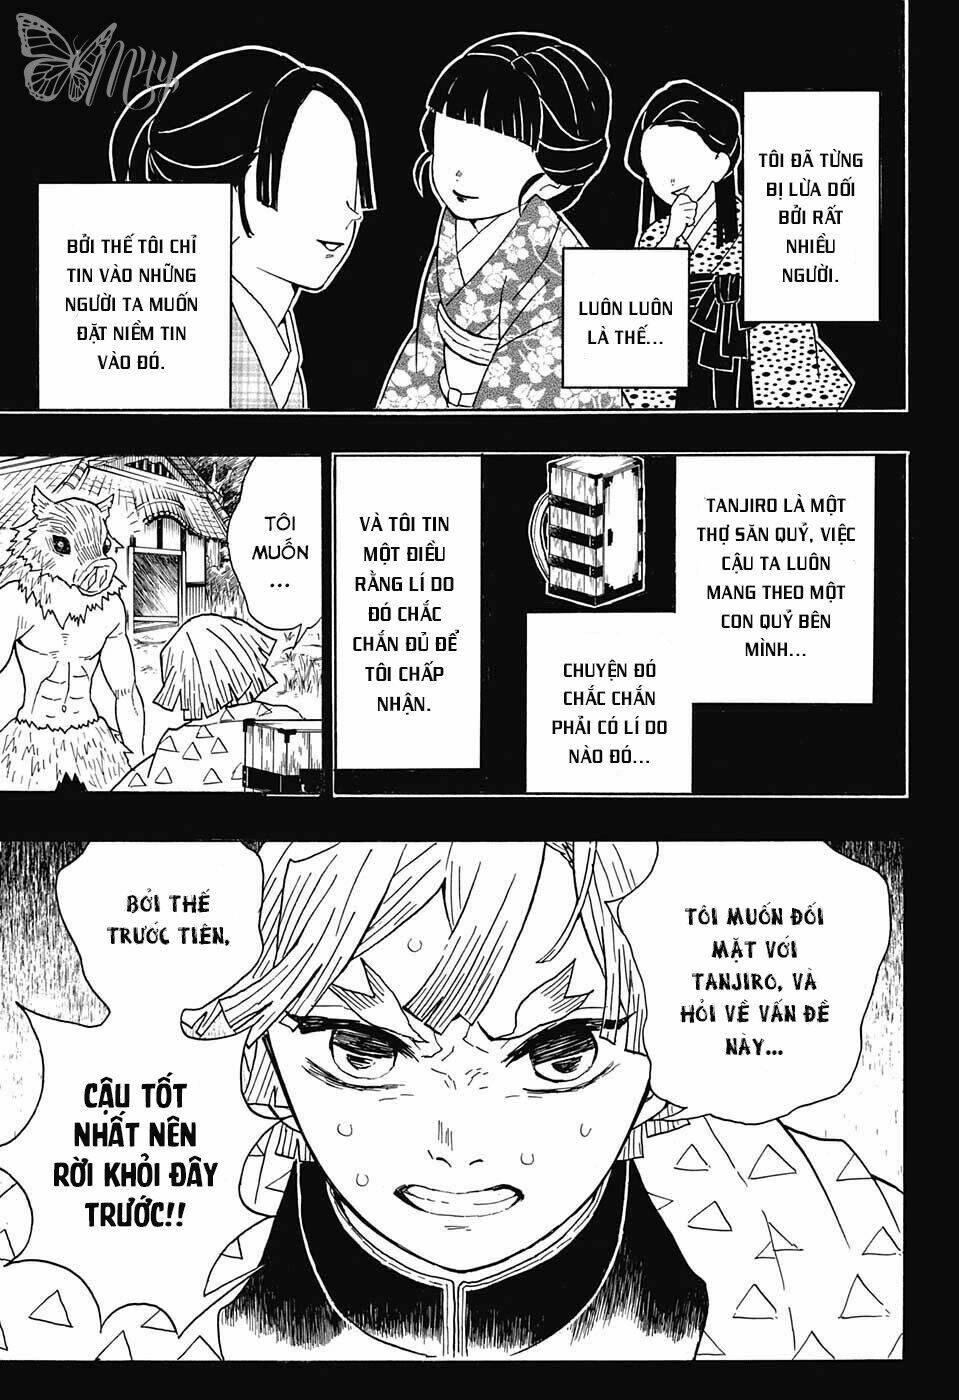 TÔI ĐÃ TỪNG
BỊ LỪA DỐI
BỞI RẤT
NHIỀU
NGƯỜI.
LUÔN LUÔN
LÀ THẾ...
BỞI THẾ TÔI CHỈ
TIN VÀO NHỮNG
NGƯỜI TA MUỐN
ĐẶT NIỀM TIN
VÀO ĐÓ.
TANJIRO LÀ MỘT
THỢ SĂN QUỶ, VIỆC
CẬU TA LUÔN
MANG THEO MỘT
CON QUỶ BÊN
MÌNH...
CHUYỆN ĐÓ
CHẮC CHẮN
PHẢI CÓ LÍ DO
NÀO ĐÓ...
VÀ TÔI TIN
MỘT ĐIỀU
RẰNG LÍ DO
ĐÓ CHẮC
CHẮN ĐỦ ĐỂ
TÔI CHẤP
NHẬN.
TÔI
MUỐN
...
TÔI MUỐN ĐỐI
MẶT VỚI
TANJIRO, VÀ
HỎI VỀ VẤN ĐỀ
NÀY...
BỞI THẾ
TRƯỚC TIÊN,
CẬU TỐT
NHẤT NÊN
RỜI KHỎI ĐÂY
TRƯỚC!!